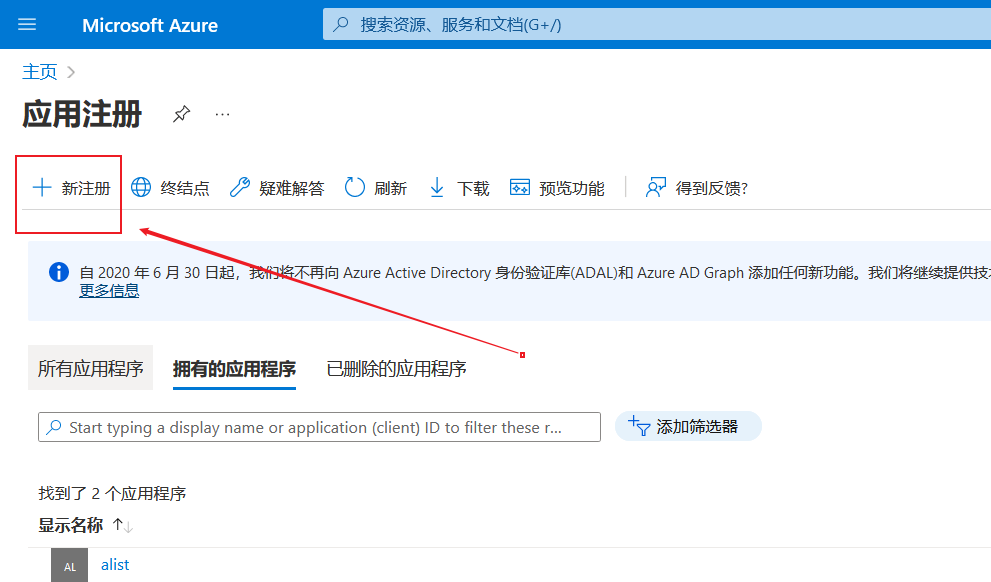 Microsoft Azure
搜索资源、服务和文档(G+/)
主页
应用注册
新注册 终结点 疑难解答 刷新 下载 预览功能 得到反馈?
自 2020 年 6 月 30 日起，我们将不再向 Azure Active Directory 身份验证库(ADAL)和 Azure AD Graph 添加任何新功能。我们将继续提供技
更多信息
所有应用程序 拥有的应用程序 已删除的应用程序
Start typing a display name or application (client) ID to filter these r... 添加筛选器
找到了 2 个应用程序
显示名称
AL alist